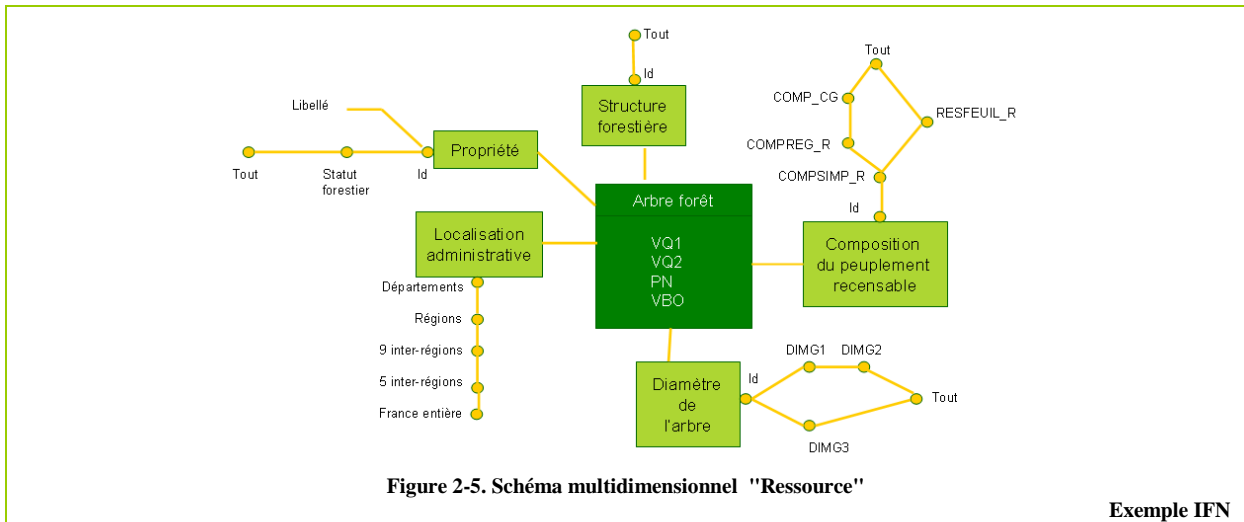 Tout
Id
Structure
forestière
Libellé
Propriété
Tout
Statut
forestier
Id
Tout
COMP_CG
RESFEUIL_R
COMPREG_R
COMPSIMP_R
Id
Composition
du peuplement
recensable
Arbre forêt
VQ1
VQ2
PN
VBO
Localisation
administrative
Départements
Régions
9 inter-régions
5 inter-régions
France entière
Diamètre
de
l'arbre
Id
DIMG1
DIMG2
Tout
DIMG3
Figure 2-5. Schéma multidimensionnel "Ressource"
Exemple IFN